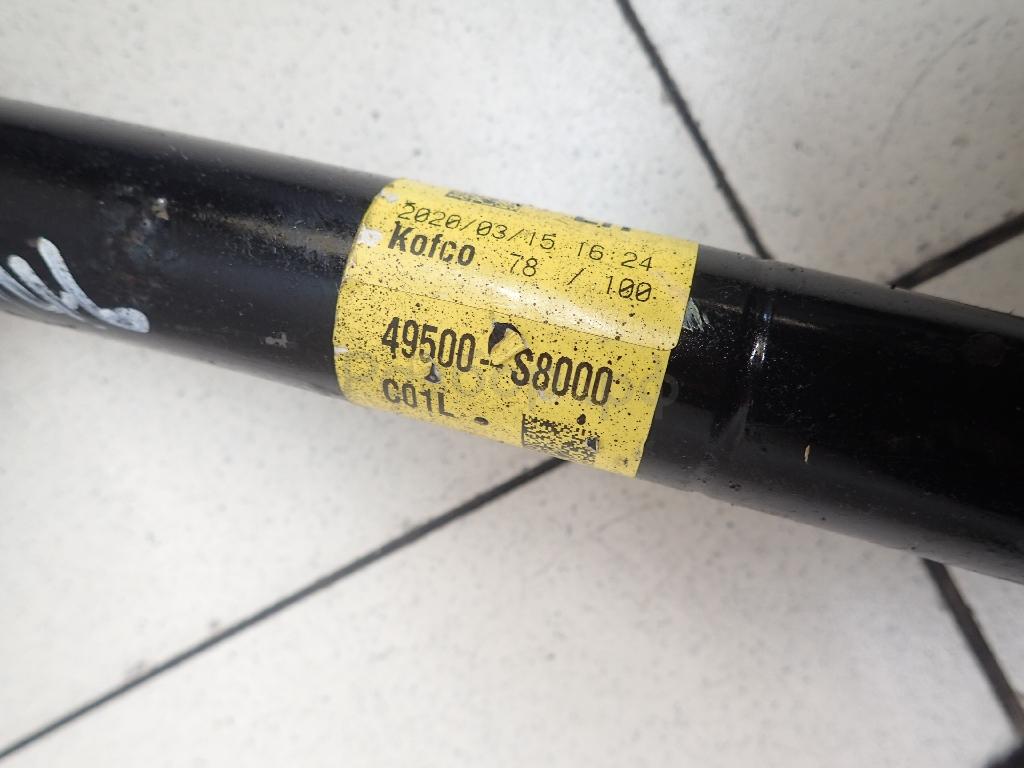 2020/03/15 16:24
Kofco 78 / 100
49500-S8000
C01L